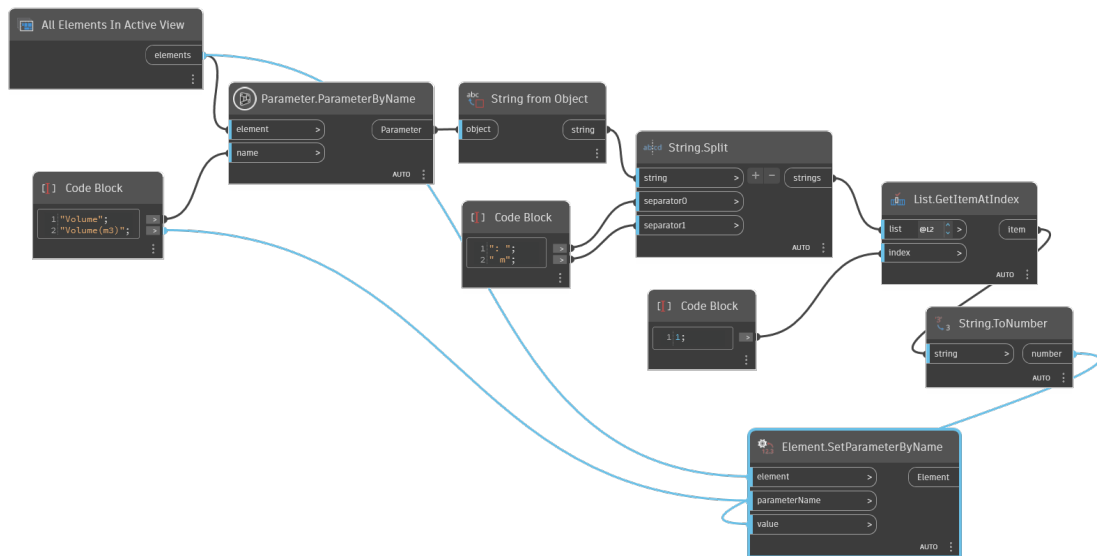 All Elements In Active View
elements
Parameter.ParameterByName
element >
Parameter
name >
AUTO
abc
String from Object
object
string
abcd
String.Split
string >
+ -
strings
separator0 >
separator1 >
AUTO
[ ] Code Block
1 "Volume"; >
2 "Volume(m3)"; >
[ ] Code Block
1 ": "; >
2 " m"; >
List.GetItemAtIndex
list @L2 >
item
index >
AUTO
[ ] Code Block
1 1; >
3
String.ToNumber
string >
number
AUTO
Element.SetParameterByName
element >
Element
parameterName >
value >
AUTO